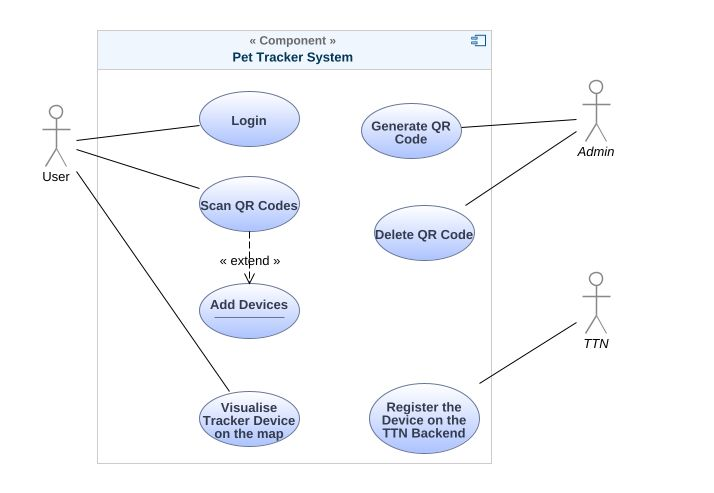 « Component »
Pet Tracker System
User
Login
Scan QR Codes
« extend »
Add Devices
Visualise
Tracker Device
on the map
Generate QR
Code
Delete QR Code
Register the
Device on the
TTN Backend
Admin
TTN